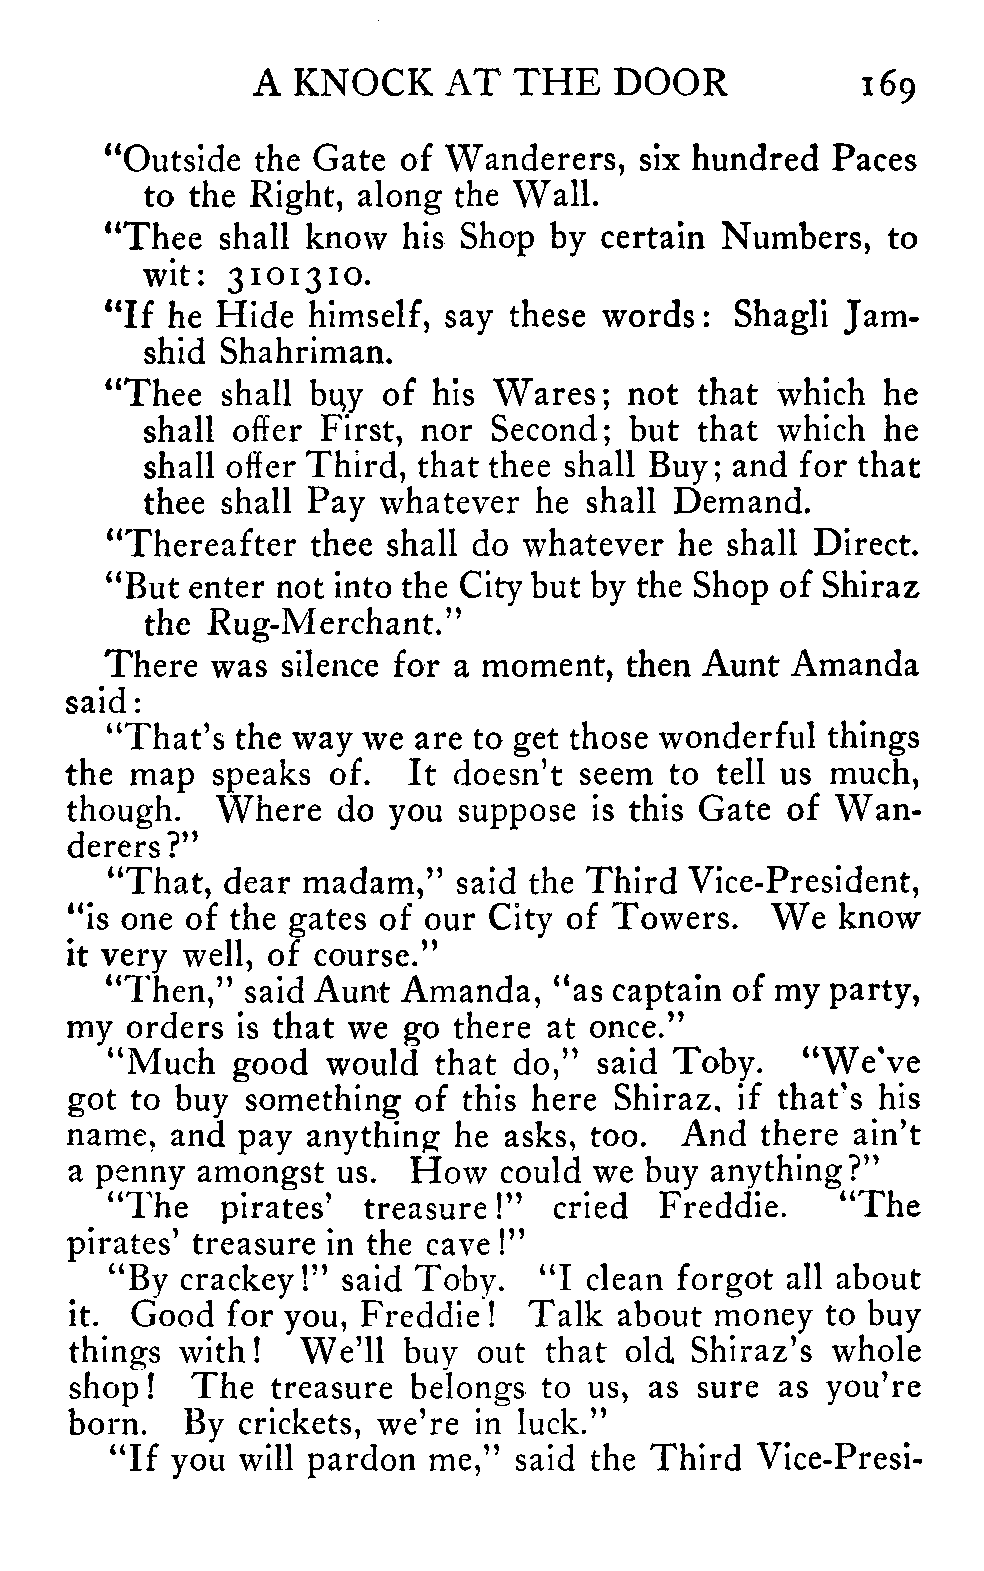 A KNOCK AT THE DOOR 169
"Outside the Gate of Wanderers, six hundred Paces
to the Right, along the Wall.
"Thee shall know his Shop by certain Numbers, to
wit: 3101310.
"If he Hide himself, say these words: Shagli Jam-
shid Shahriman.
"Thee shall buy of his Wares; not that which he
shall offer First, nor Second; but that which he
shall offer Third, that thee shall Buy; and for that
thee shall Pay whatever he shall Demand.
"Thereafter thee shall do whatever he shall Direct.
"But enter not into the City but by the Shop of Shiraz
the Rug-Merchant."
There was silence for a moment, then Aunt Amanda
said:
"That's the way we are to get those wonderful things
the map speaks of. It doesn't seem to tell us much,
though. Where do you suppose is this Gate of Wan-
derers?"
"That, dear madam," said the Third Vice-President,
"is one of the gates of our City of Towers. We know
it very well, of course."
"Then," said Aunt Amanda, "as captain of my party,
my orders is that we go there at once."
"Much good would that do," said Toby. "We've
got to buy something of this here Shiraz, if that's his
name, and pay anything he asks, too. And there ain't
a penny amongst us. How could we buy anything?"
"The pirates' treasure!" cried Freddie. "The
pirates' treasure in the cave!"
"By crackey!" said Toby. "I clean forgot all about
it. Good for you, Freddie! Talk about money to buy
things with! We'll buy out that old Shiraz's whole
shop! The treasure belongs to us, as sure as you're
born. By crickets, we're in luck."
"If you will pardon me," said the Third Vice-Presi-